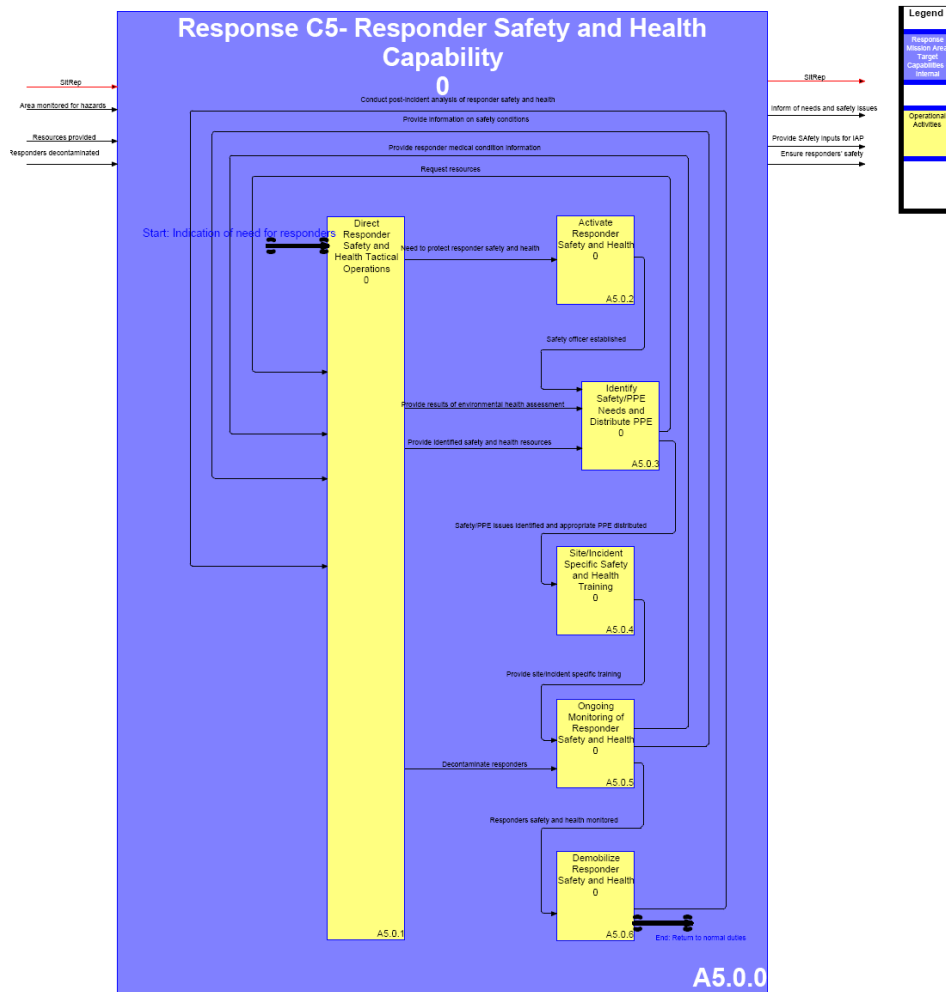 Response C5- Responder Safety and Health
Capability
0
Legend
Response
Mission Area
Target
Capabilities
Internal
Operational
Activities
SitRep
Area monitored for hazards
Resources provided
Responders decontaminated
SitRep
Inform of needs and safety issues
Provide SAfety inputs for IAP
Ensure responders' safety
Conduct post-incident analysis of responder safety and health
Provide information on safety conditions
Provide responder medical condition information
Request resources
Start: Indication of need for responders
Direct
Responder
Safety and
Health Tactical
Operations
0
A5.0.1
Need to protect responder safety and health
Activate
Responder
Safety and Health
0
A5.0.2
Safety officer established
Provide results of environmental health assessment
Provide identified safety and health resources
Identify
Safety/PPE
Needs and
Distribute PPE
0
A5.0.3
Safety/PPE issues identified and appropriate PPE distributed
Site/Incident
Specific Safety
and Health
Training
0
A5.0.4
Provide site/incident specific training
Ongoing
Monitoring of
Responder
Safety and Health
0
A5.0.5
Decontaminate responders
Responders safety and health monitored
Demobilize
Responder
Safety and Health
0
A5.0.6
End: Return to normal duties
A5.0.0